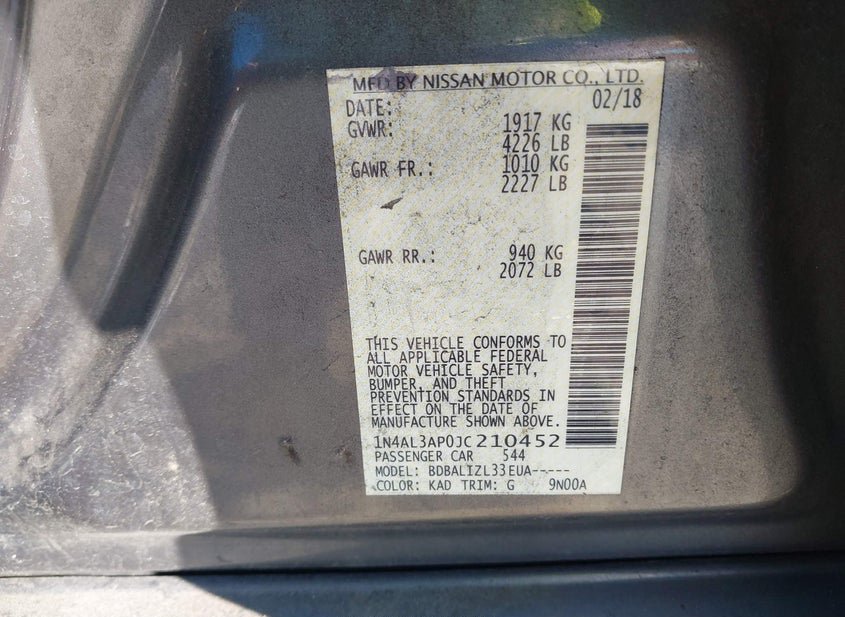 MFD BY NISSAN MOTOR CO., LTD.
DATE: 02/18
GVWR: 1917 KG
4226 LB
GAWR FR.: 1010 KG
2227 LB
GAWR RR.: 940 KG
2072 LB
THIS VEHICLE CONFORMS TO
ALL APPLICABLE FEDERAL
MOTOR VEHICLE SAFETY,
BUMPER, AND THEFT
PREVENTION STANDARDS IN
EFFECT ON THE DATE OF
MANUFACTURE SHOWN ABOVE.
1N4AL3AP0JC210452
PASSENGER CAR 544
MODEL: BDBALIZL33EUA-----
COLOR: KAD TRIM: G 9N00A